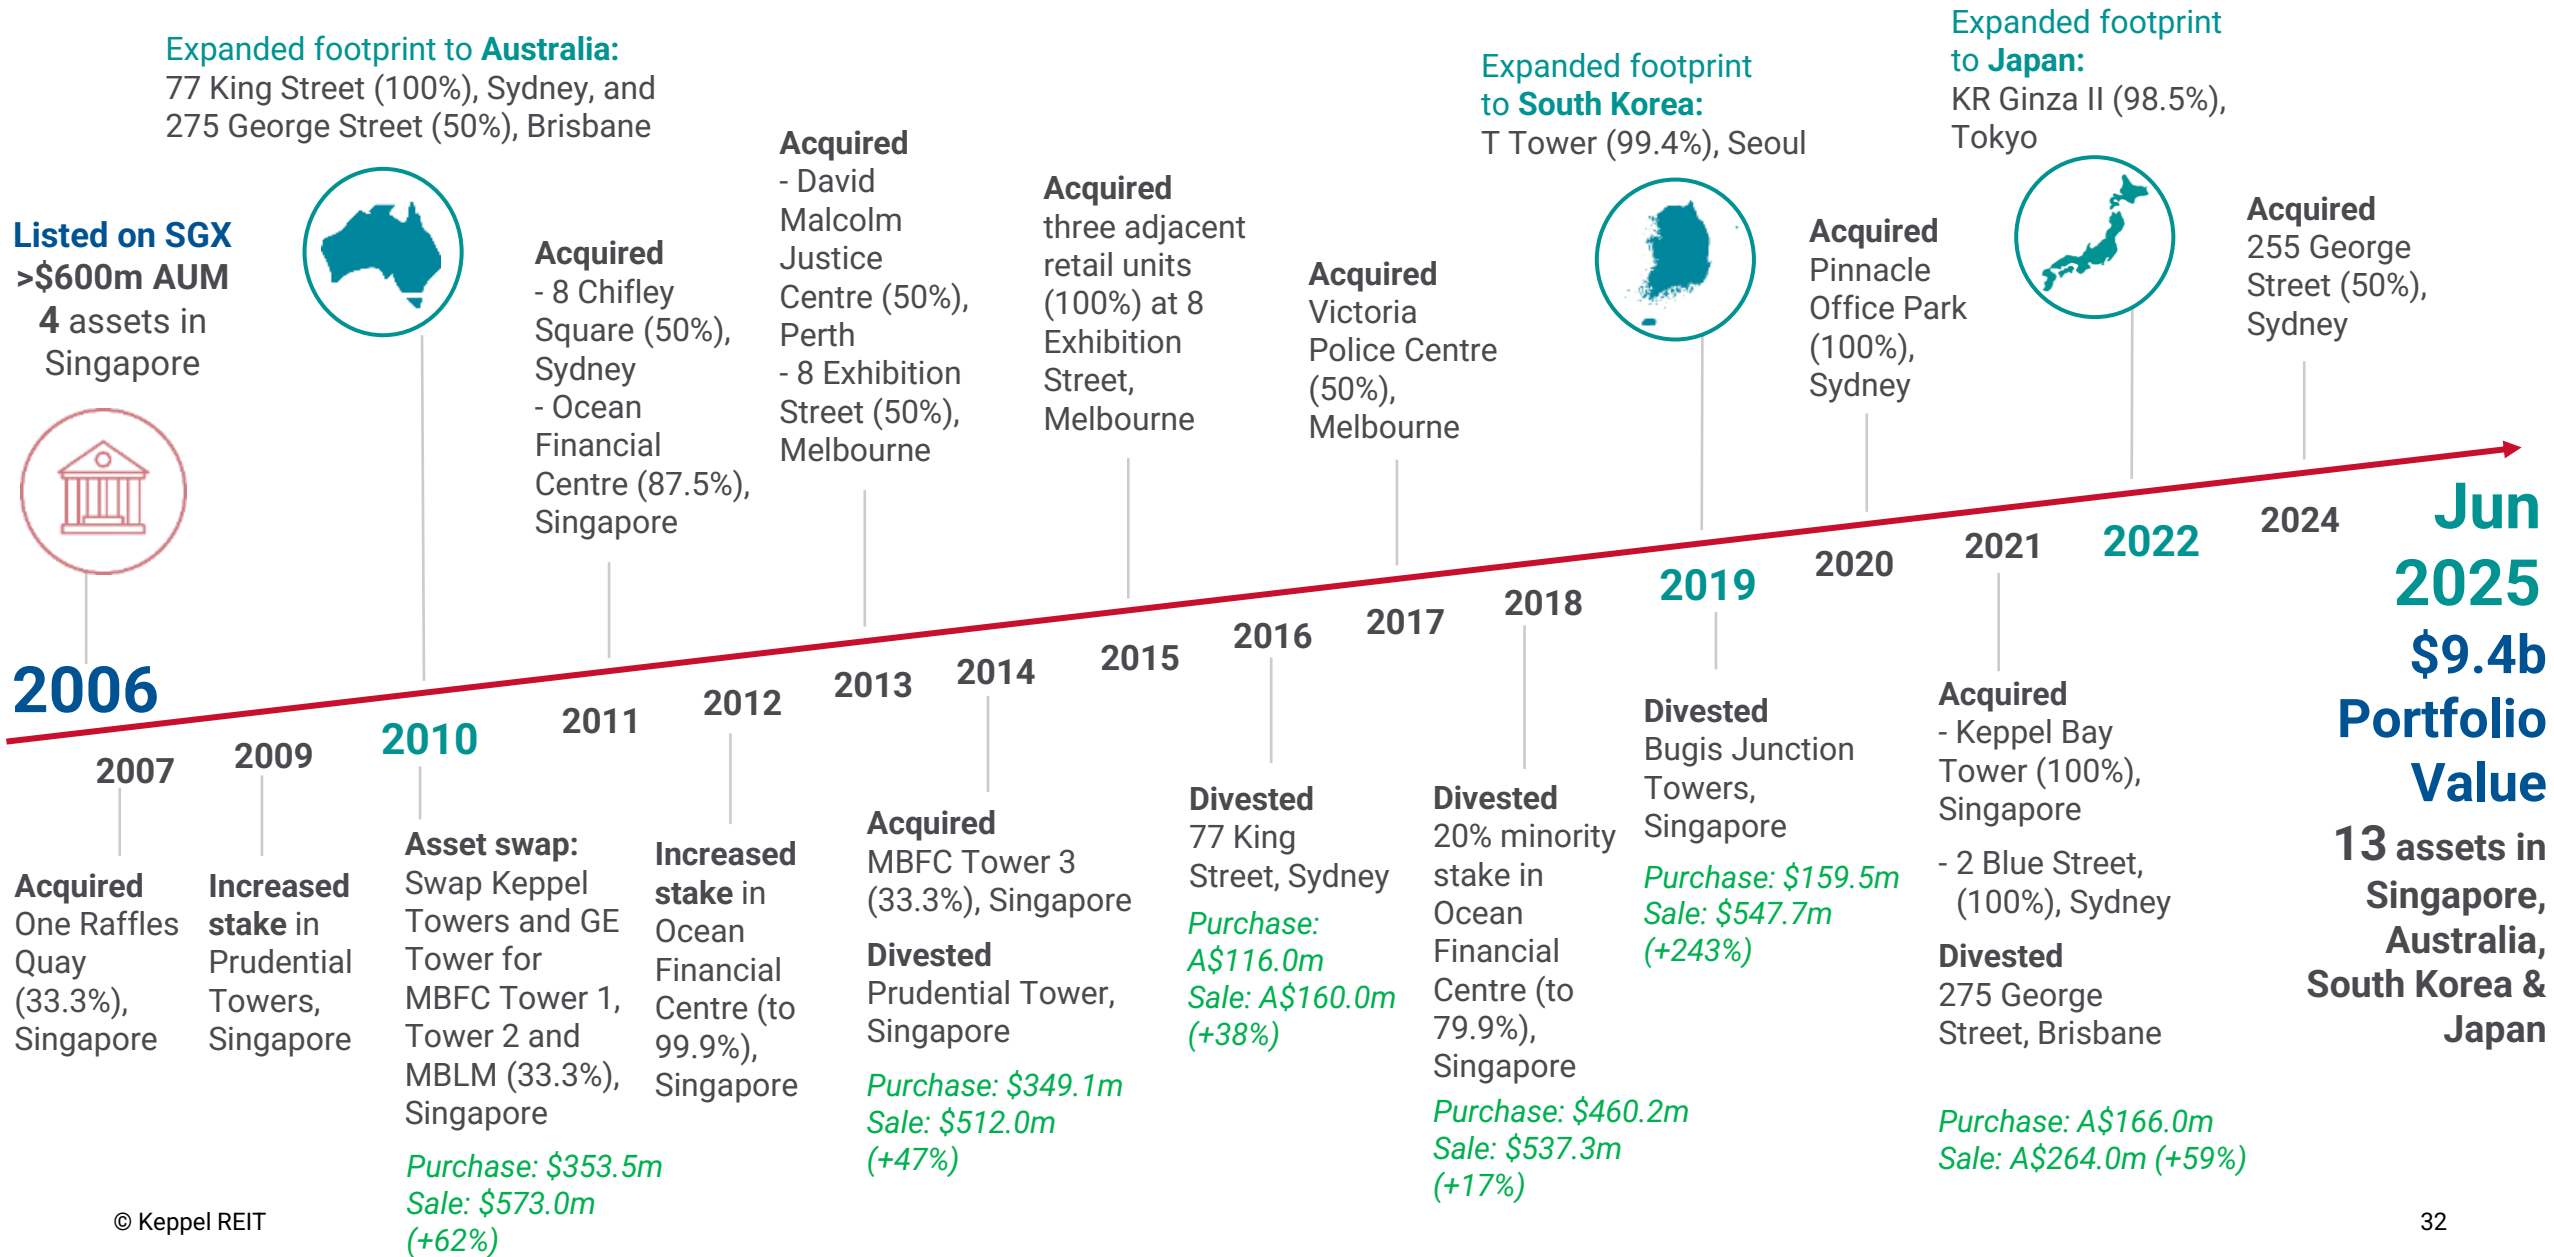 Listed on SGX
>$600m AUM
4 assets in
Singapore
2006
2007
Acquired
One Raffles
Quay
(33.3%),
Singapore
2009
Increased
stake in
Prudential
Towers,
Singapore
Expanded footprint to Australia:
77 King Street (100%), Sydney, and
275 George Street (50%), Brisbane
2010
Asset swap:
Swap Keppel
Towers and GE
Tower for
MBFC Tower 1,
Tower 2 and
MBLM (33.3%),
Singapore
Purchase: $353.5m
Sale: $573.0m
(+62%)
Acquired
- 8 Chifley
Square (50%),
Sydney
- Ocean
Financial
Centre (87.5%),
Singapore
2011
2012
Increased
stake in
Ocean
Financial
Centre (to
99.9%),
Singapore
Acquired
- David
Malcolm
Justice
Centre (50%),
Perth
- 8 Exhibition
Street (50%),
Melbourne
2013
2014
Acquired
MBFC Tower 3
(33.3%), Singapore
Divested
Prudential Tower,
Singapore
Purchase: $349.1m
Sale: $512.0m
(+47%)
Acquired
three adjacent
retail units
(100%) at 8
Exhibition
Street,
Melbourne
2015
2016
Divested
77 King
Street, Sydney
Purchase:
A$116.0m
Sale: A$160.0m
(+38%)
Acquired
Victoria
Police Centre
(50%),
Melbourne
2017
2018
Divested
20% minority
stake in
Ocean
Financial
Centre (to
79.9%),
Singapore
Purchase: $460.2m
Sale: $537.3m
(+17%)
Expanded footprint
to South Korea:
T Tower (99.4%), Seoul
2019
Divested
Bugis Junction
Towers,
Singapore
Purchase: $159.5m
Sale: $547.7m
(+243%)
Acquired
Pinnacle
Office Park
(100%),
Sydney
2020
2021
Acquired
- Keppel Bay
Tower (100%),
Singapore
- 2 Blue Street,
(100%), Sydney
Divested
275 George
Street, Brisbane
Purchase: A$166.0m
Sale: A$264.0m (+59%)
Expanded footprint
to Japan:
KR Ginza II (98.5%),
Tokyo
2022
Acquired
255 George
Street (50%),
Sydney
2024
Jun
2025
$9.4b
Portfolio
Value
13 assets in
Singapore,
Australia,
South Korea &
Japan
© Keppel REIT
32